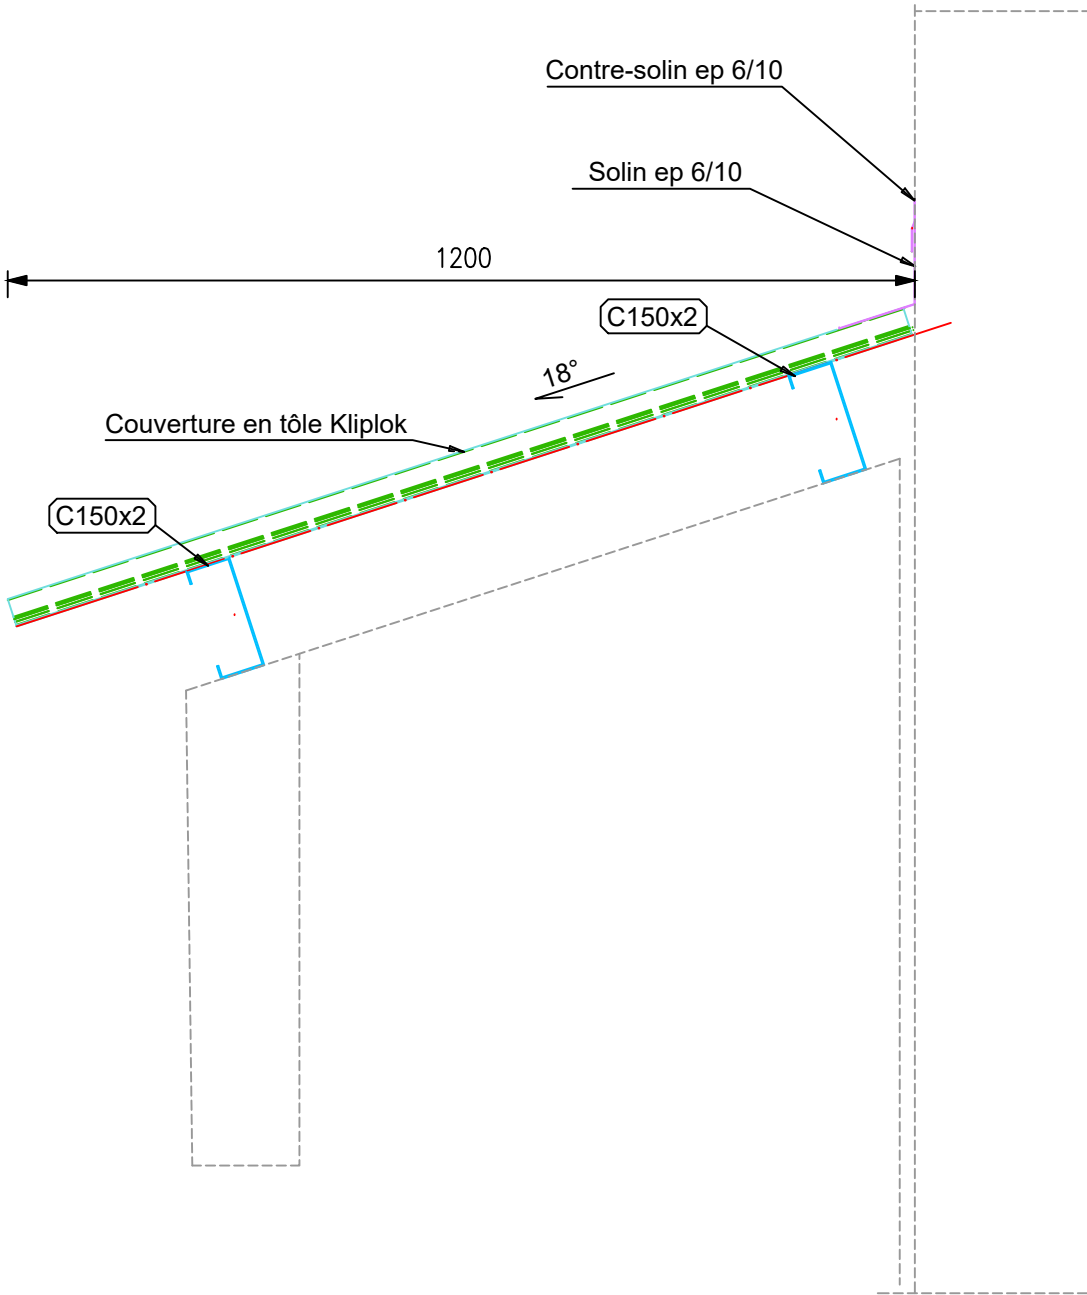 Contre-solin ep 6/10
Solin ep 6/10
1200
C150x2
18°
Couverture en tôle Kliplok
C150x2